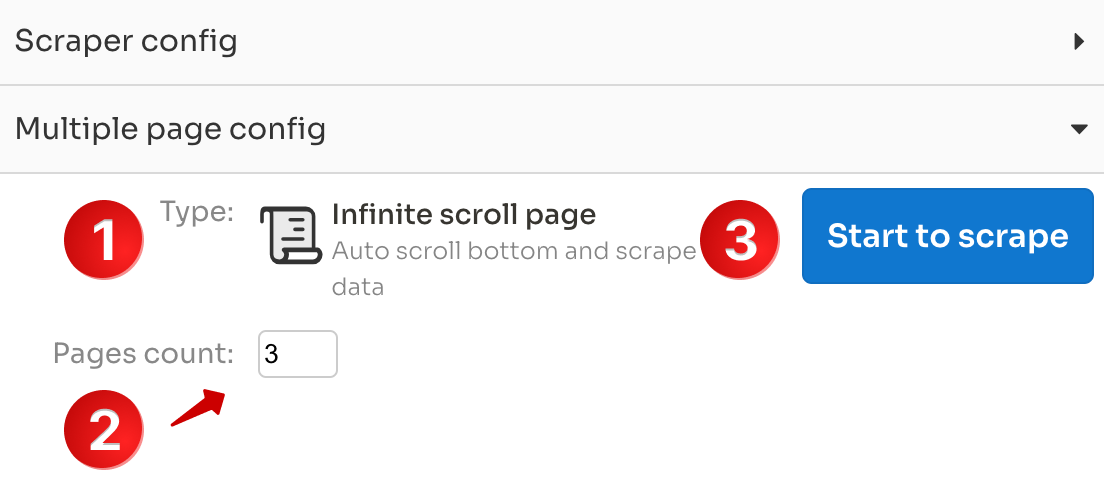 Scraper config
Multiple page config
1
Type:
Infinite scroll page
Auto scroll bottom and scrape
data
3
Start to scrape
Pages count:
3
2